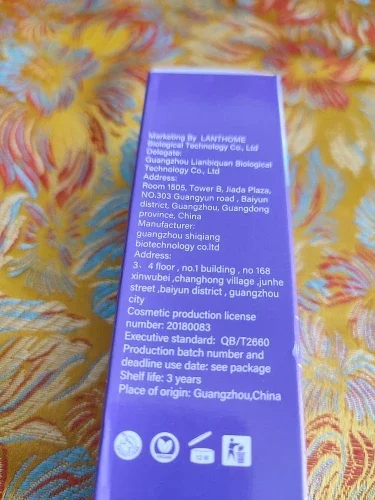 Marketing By LANTHOME
Biological Technology Co., Ltd
Delegate:
Guangzhou Lianbiquan Biological
Technology Co., Ltd
Address:
Room 1505, Tower B, Jiada Plaza,
NO.303 Guangyun road , Baiyun
district, Guangzhou, Guangdong
province, China
Manufacturer:
guangzhou shiqiang
biotechnology co.ltd
Address:
3、4 floor , no.1 building , no 168
xinwubei ,changhong village ,junhe
street ,baiyun district , guangzhou
city
Cosmetic production license
number: 20180083
Executive standard: QB/T2660
Production batch number and
deadline use date: see package
Shelf life: 3 years
Place of origin: Guangzhou,China